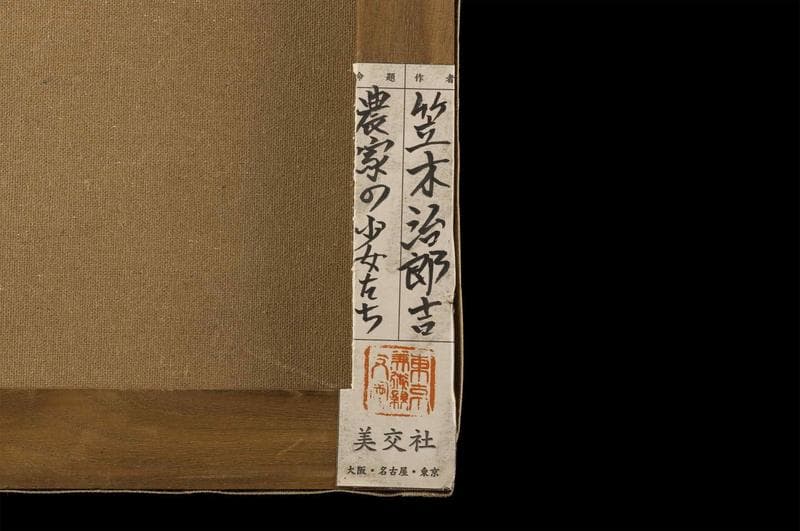 作者
笠木治郎吉
題
農家の少女たち
美交社
大阪・名古屋・東京